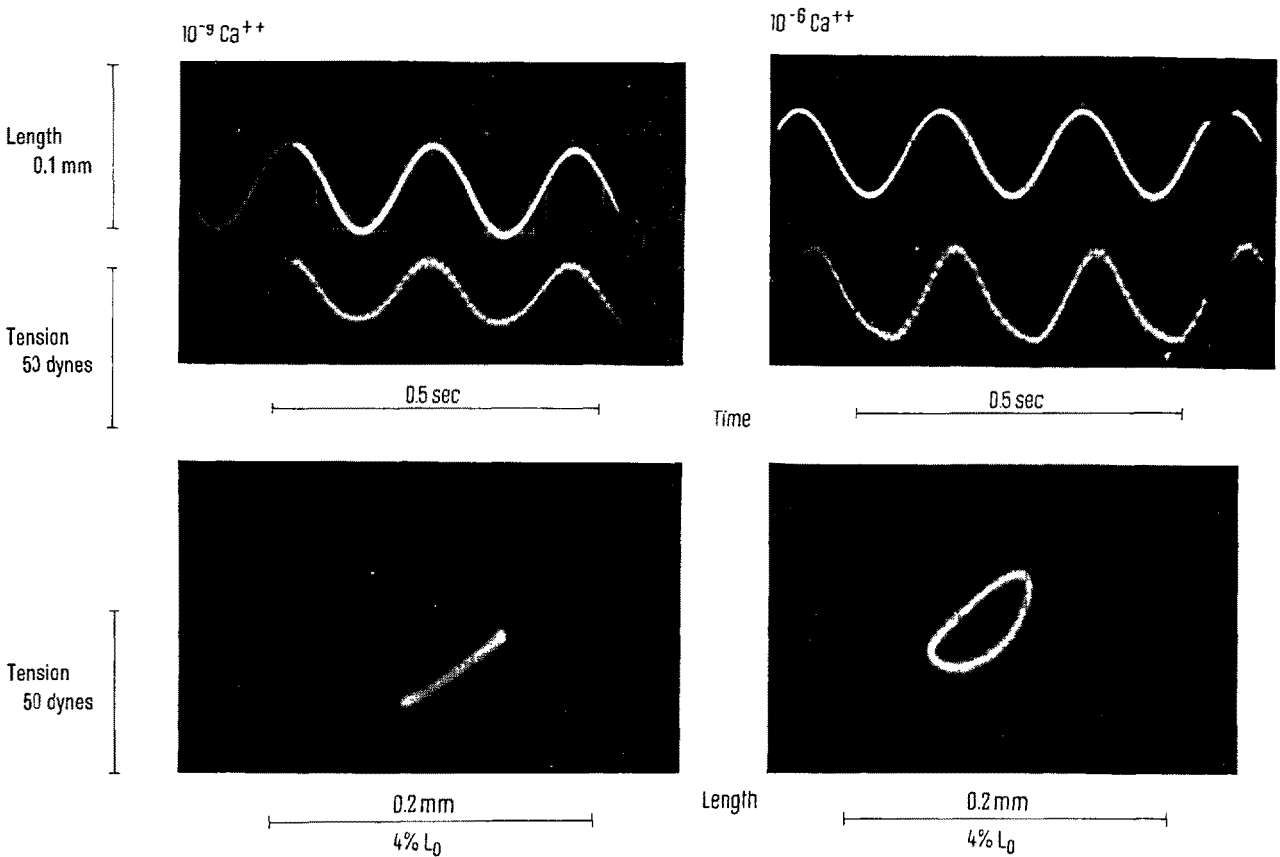 10⁻⁹ Ca⁺⁺
10⁻⁶ Ca⁺⁺
Length
0.1 mm
Tension
50 dynes
0.5 sec
Time
0.5 sec
Tension
50 dynes
0.2 mm
4% L₀
Length
0.2 mm
4% L₀